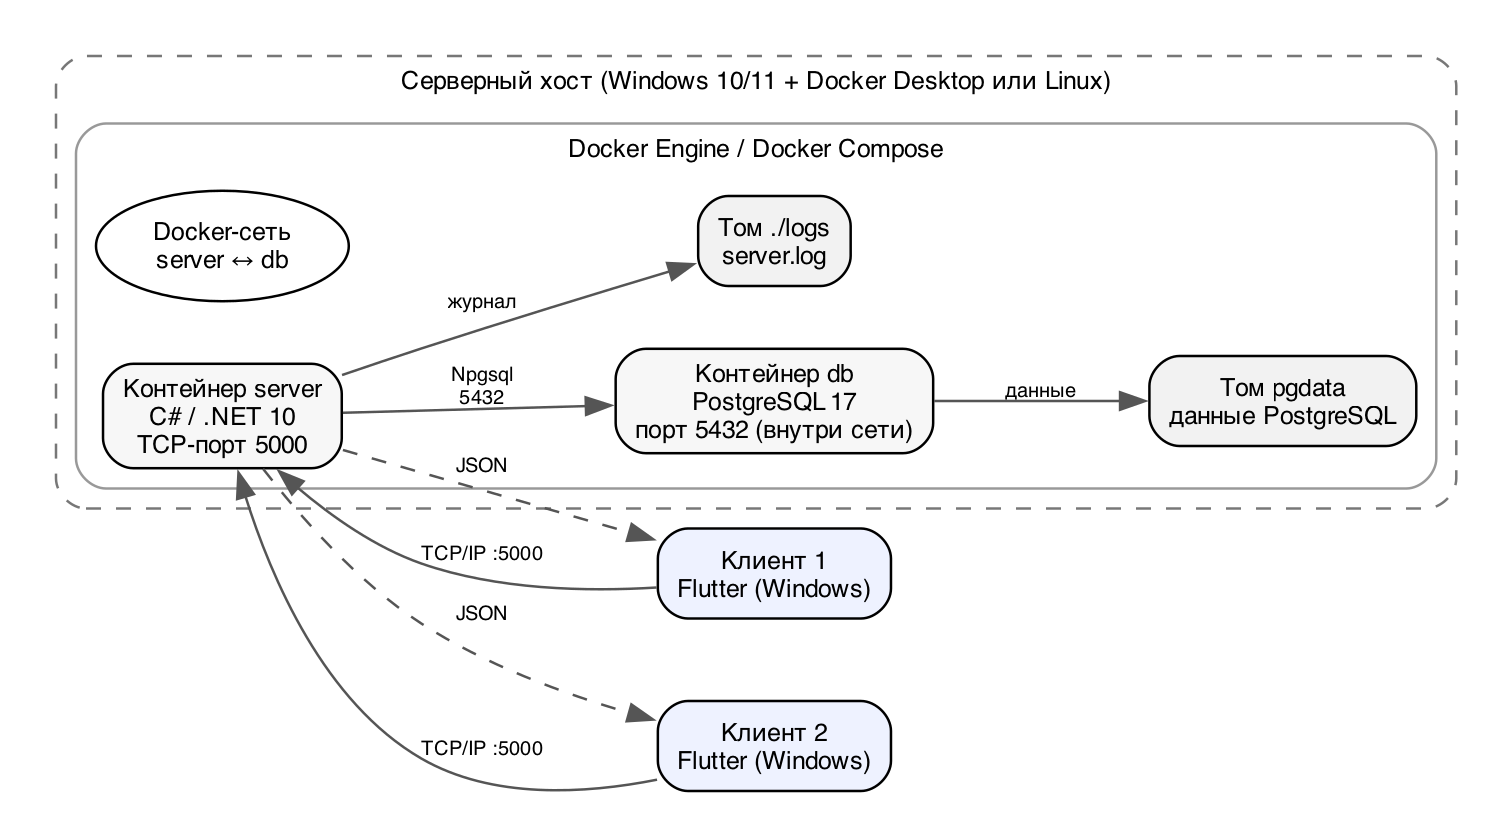 Серверный хост (Windows 10/11 + Docker Desktop или Linux)
Docker Engine / Docker Compose
Docker-сеть
server ↔ db
Том ./logs
server.log
журнал
Контейнер server
C# / .NET 10
TCP-порт 5000
Npgsql
5432
Контейнер db
PostgreSQL 17
порт 5432 (внутри сети)
данные
Том pgdata
данные PostgreSQL
JSON
TCP/IP :5000
Клиент 1
Flutter (Windows)
JSON
TCP/IP :5000
Клиент 2
Flutter (Windows)